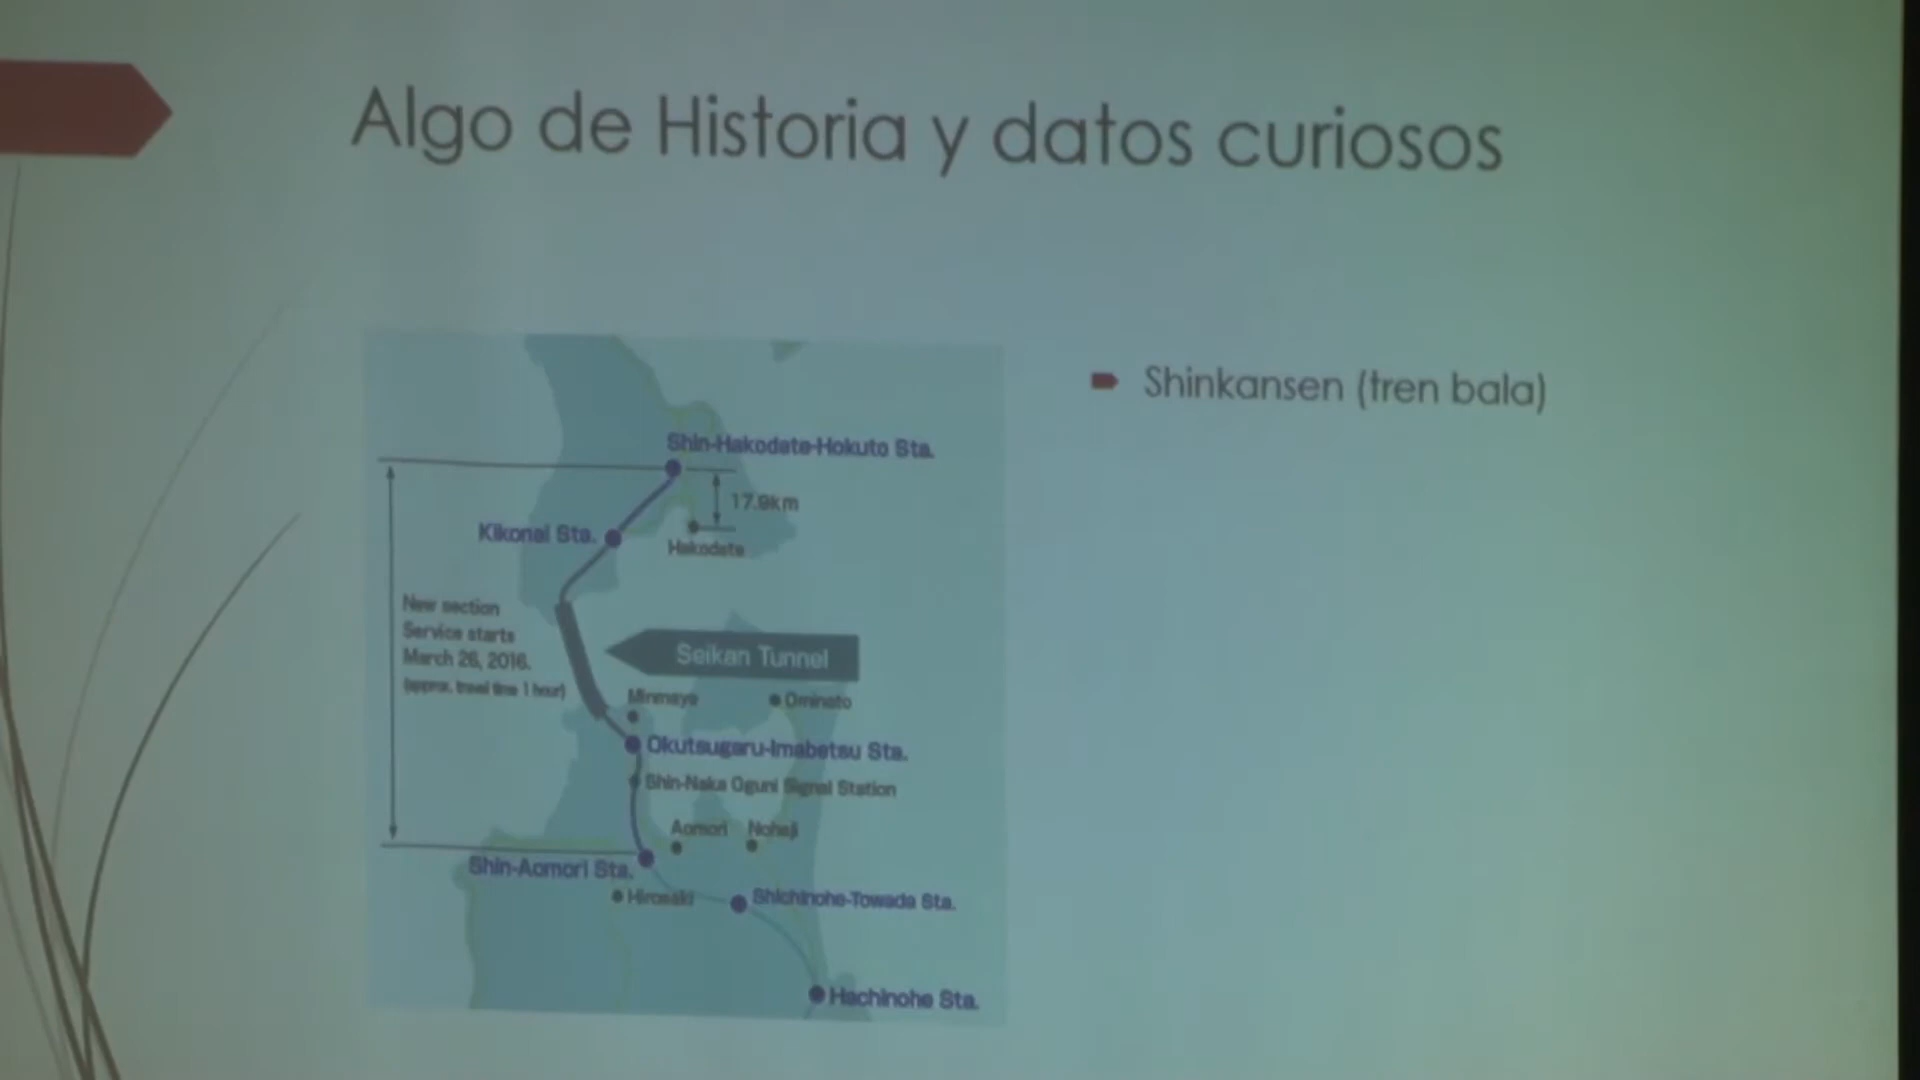 Algo de Historia y datos curiosos
Shinkansen (tren bala)
Shin-Hakodate-Hokuto Sta.
17.9km
Kikonai Sta.
Hakodate
New section
Service starts
March 26, 2016.
(approx. travel time 1 hour)
Seikan Tunnel
Minmaya
Ominato
Okutsugaru-Imabetsu Sta.
Shin-Naka Oguni Signal Station
Aomori
Noheji
Shin-Aomori Sta.
Hirosaki
Shichinohe-Towada Sta.
Hachinohe Sta.